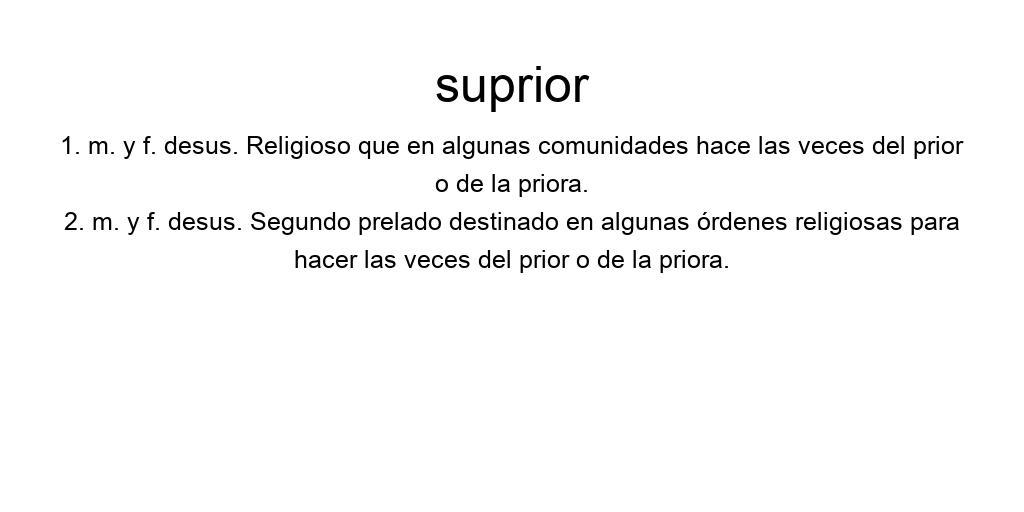 suprior
1. m. y f. desus. Religioso que en algunas comunidades hace las veces del prior
o de la priora.
2. m. y f. desus. Segundo prelado destinado en algunas órdenes religiosas para
hacer las veces del prior o de la priora.